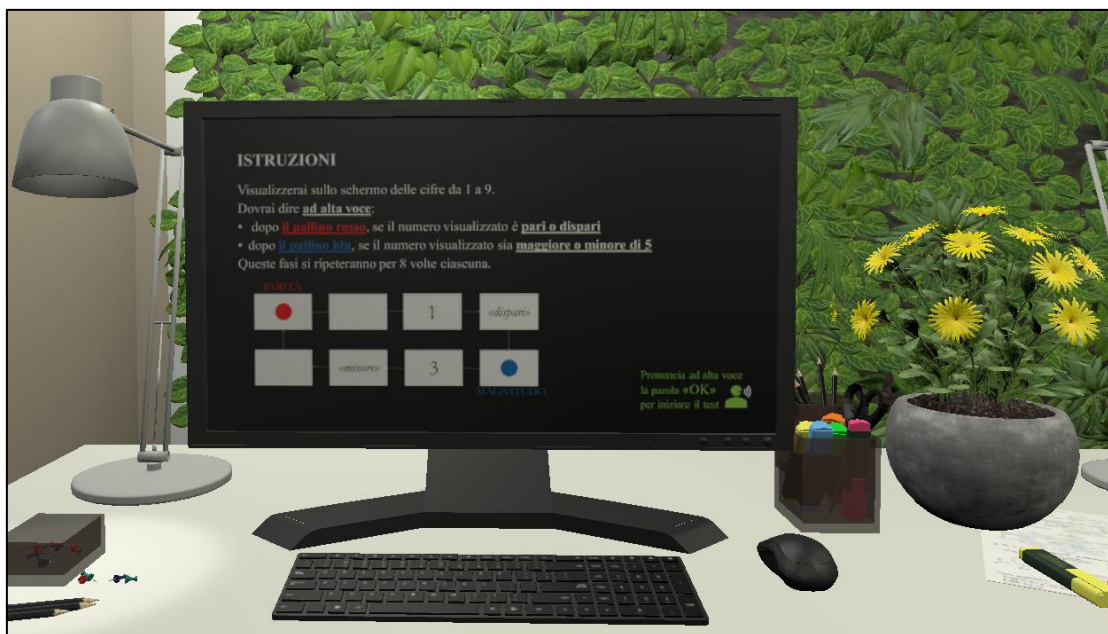 ISTRUZIONI
Visualizzerai sullo schermo delle cifre da 1 a 9.
Dovrai dire ad alta voce:
• dopo il pallino rosso, se il numero visualizzato è pari o dispari
• dopo il pallino blu, se il numero visualizzato sia maggiore o minore di 5
Queste fasi si ripeteranno per 8 volte ciascuna.
PARITÀ
1 «dispari»
«minore» 3
MAGNITUDO
Pronuncia ad alta voce
la parola «OK»
per iniziare il test